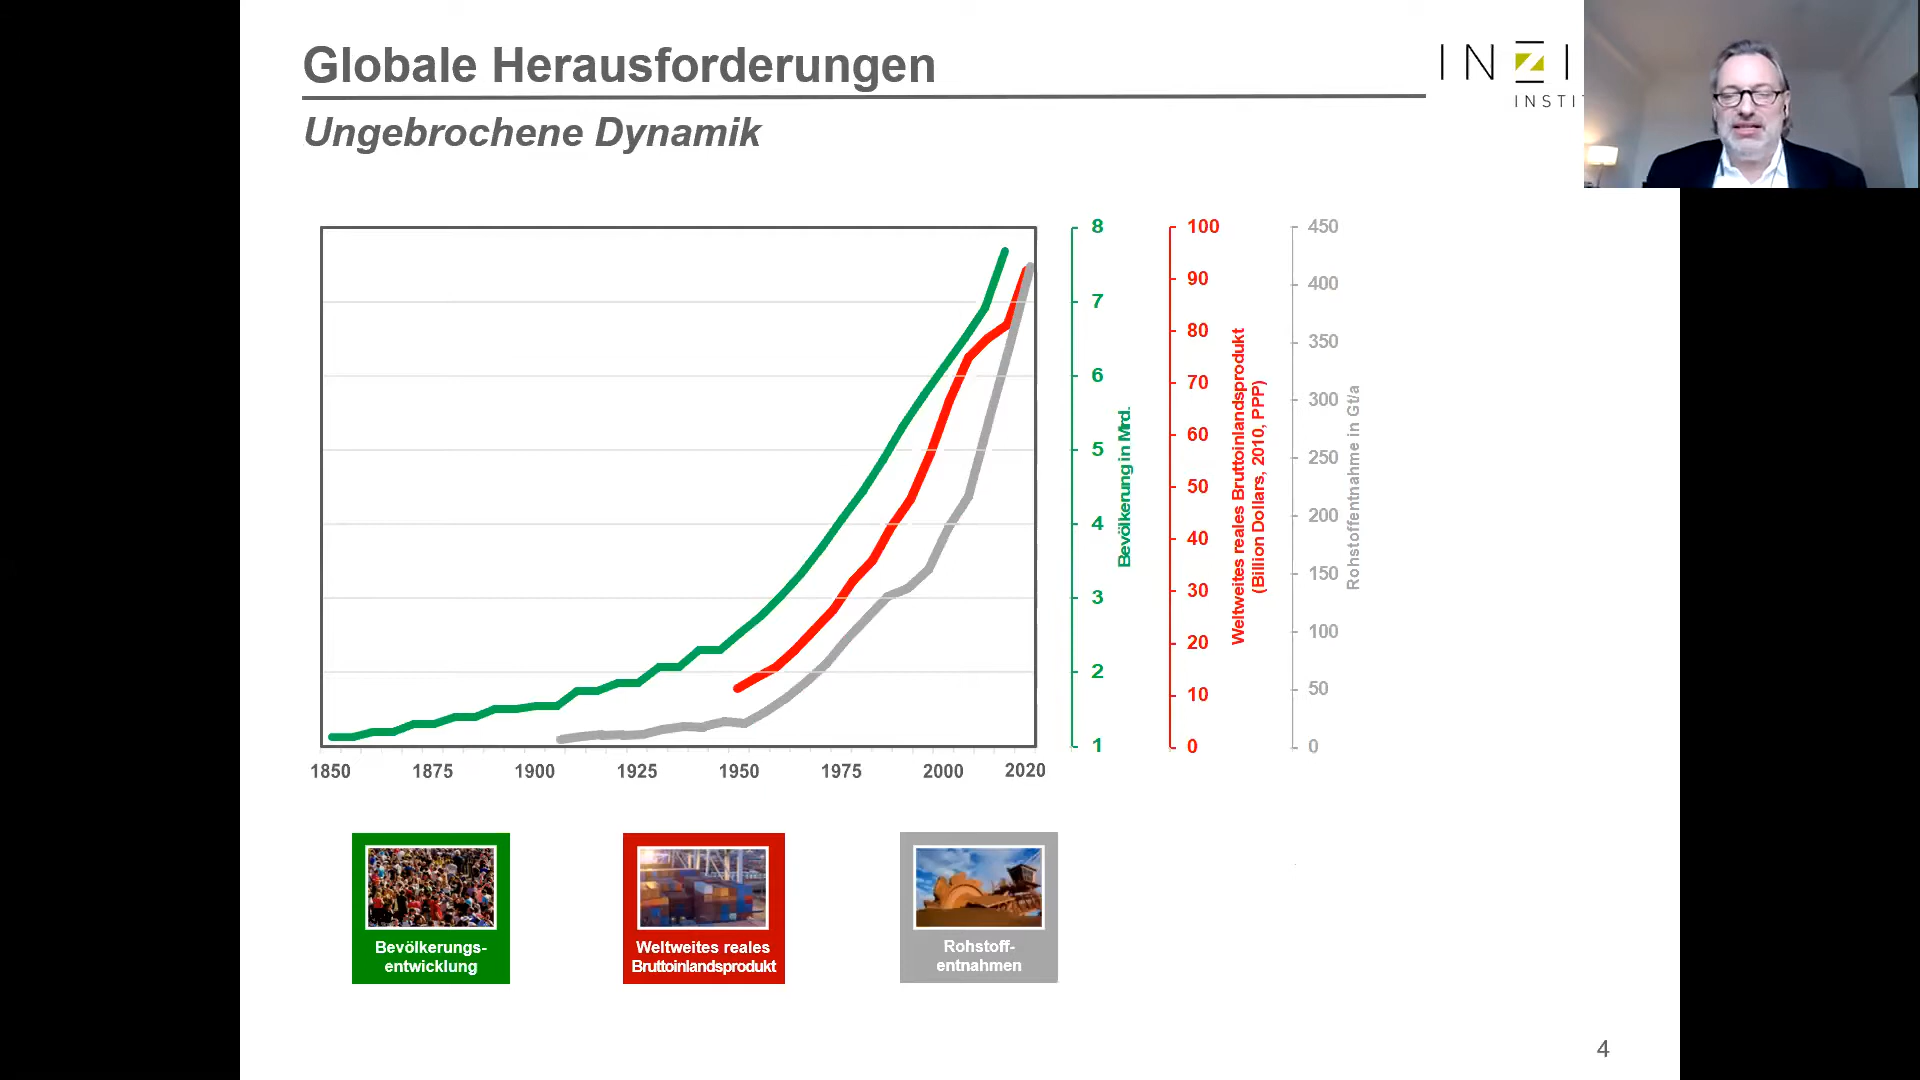 Globale Herausforderungen
INZI
INSTI
Ungebrochene Dynamik
8
7
6
5
4
3
2
1
Bevölkerung in Mrd.
100
90
80
70
60
50
40
30
20
10
0
Weltweites reales Bruttoinlandsprodukt
(Billion Dollars, 2010, PPP)
450
400
350
300
250
200
150
100
50
0
Rohstoffentnahme in Gt/a
1850 1875 1900 1925 1950 1975 2000 2020
Bevölkerungs-
entwicklung
Weltweites reales
Bruttoinlandsprodukt
Rohstoff-
entnahmen
4